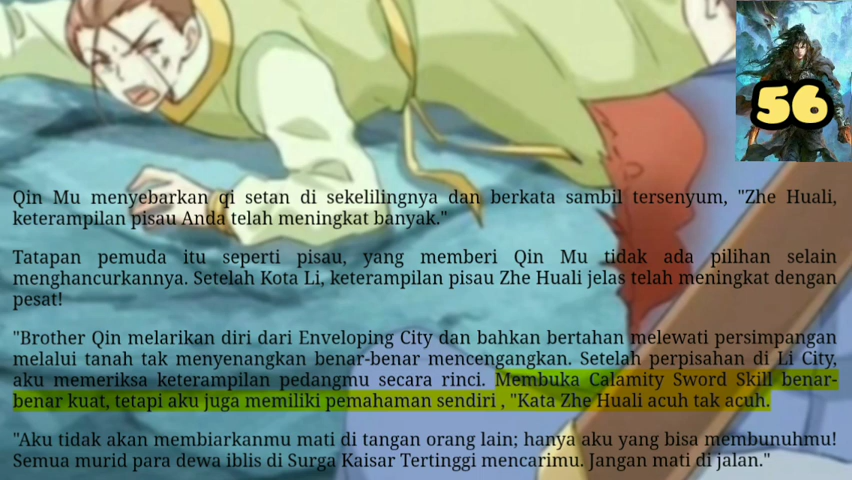 56
Qin Mu menyebarkan qi setan di sekelilingnya dan berkata sambil tersenyum, "Zhe Huali,
keterampilan pisau Anda telah meningkat banyak."
Tatapan pemuda itu seperti pisau, yang memberi Qin Mu tidak ada pilihan selain
menghancurkannya. Setelah Kota Li, keterampilan pisau Zhe Huali jelas telah meningkat dengan
pesat!
"Brother Qin melarikan diri dari Enveloping City dan bahkan bertahan melewati persimpangan
melalui tanah tak menyenangkan benar-benar mencengangkan. Setelah perpisahan di Li City,
aku memeriksa keterampilan pedangmu secara rinci. Membuka Calamity Sword Skill benar-
benar kuat, tetapi aku juga memiliki pemahaman sendiri , "Kata Zhe Huali acuh tak acuh.
"Aku tidak akan membiarkanmu mati di tangan orang lain; hanya aku yang bisa membunuhmu!
Semua murid para dewa iblis di Surga Kaisar Tertinggi mencarimu. Jangan mati di jalan."